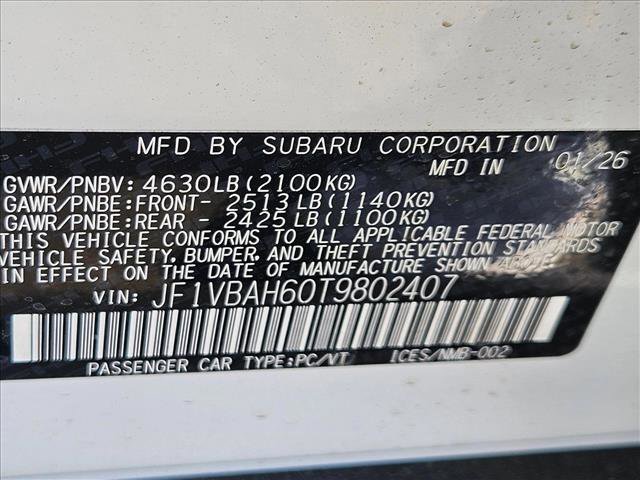 MFD BY SUBARU CORPORATION
MFD IN 01/26
GVWR/PNBV: 4630LB(2100KG)
GAWR/PNBE:FRONT- 2513LB(1140KG)
GAWR/PNBE:REAR - 2425LB(1100KG)
THIS VEHICLE CONFORMS TO ALL APPLICABLE FEDERAL MOTOR
VEHICLE SAFETY, BUMPER, AND THEFT PREVENTION STANDARDS
IN EFFECT ON THE DATE OF MANUFACTURE SHOWN ABOVE.
VIN: JF1VBAH60T9802407
PASSENGER CAR TYPE:PC/VT ICES/NMB-002